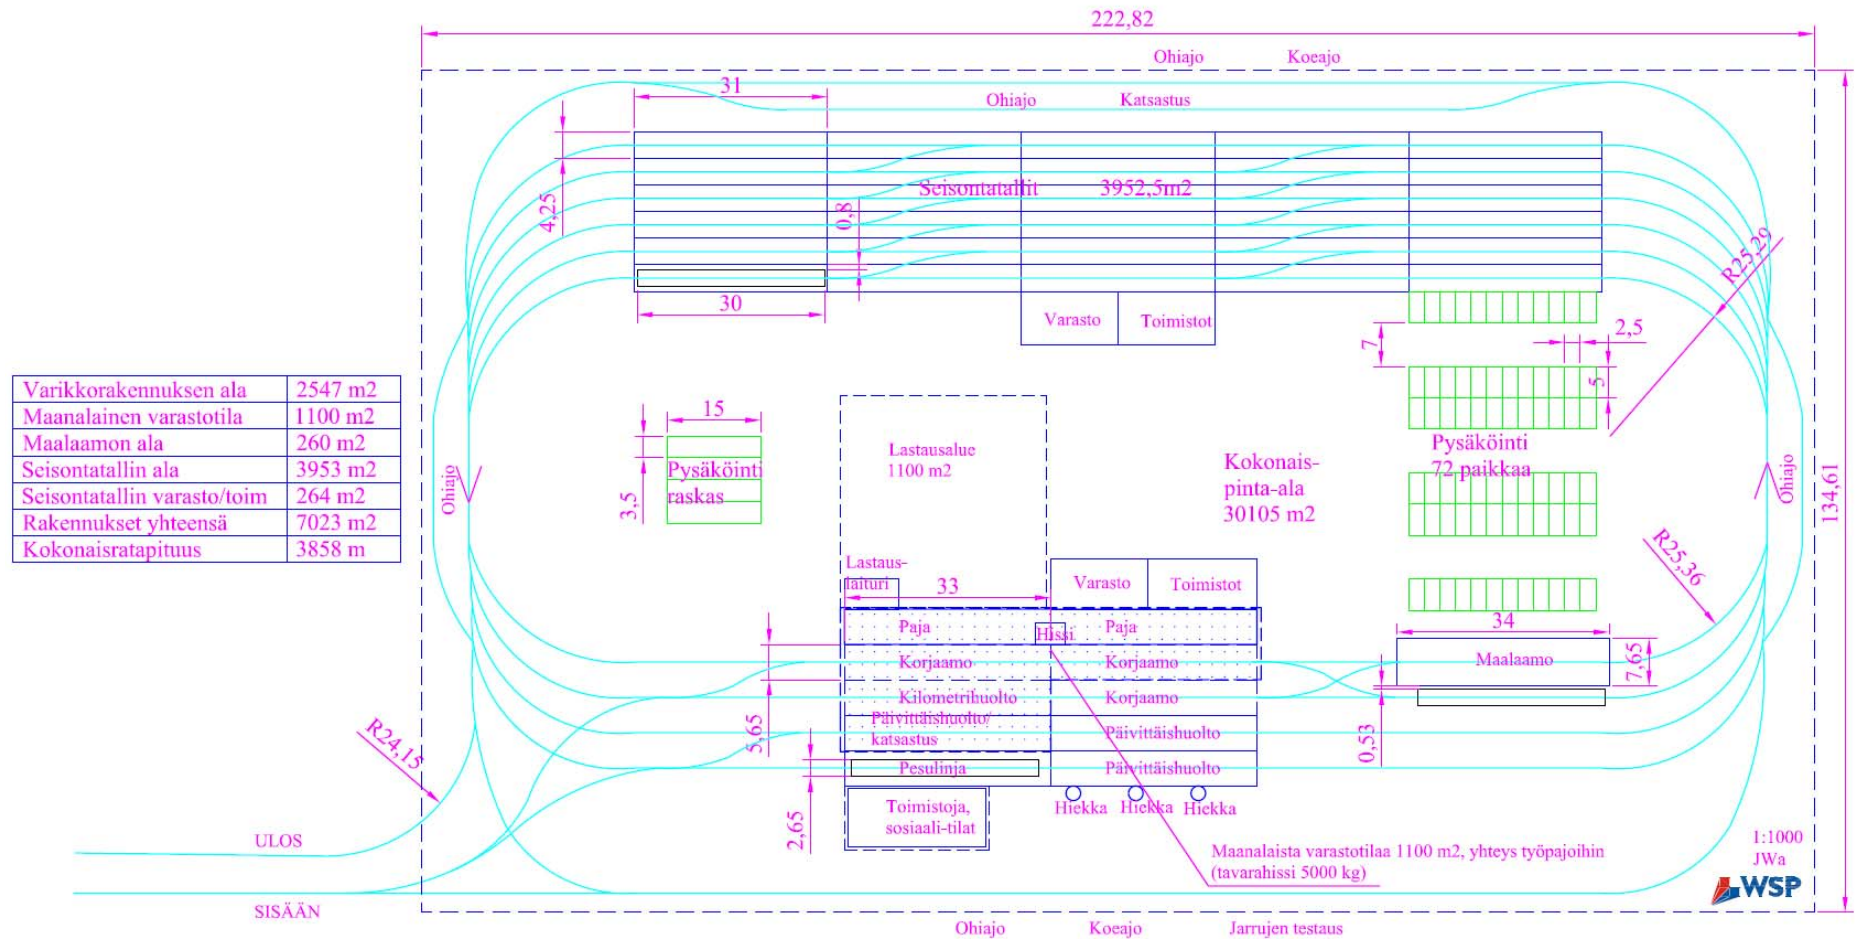 222,82
Ohiajo Koeajo
31
Ohiajo Katsastus
Seisontatallit 3952,5m2
4,25
0,8
R25,29
30
Varasto Toimistot
7
2,5
5
Varikkorakennuksen ala 2547 m2
Maanalainen varastotila 1100 m2
Maalaamon ala 260 m2
Seisontatallin ala 3953 m2
Seisontatallin varasto/toim 264 m2
Rakennukset yhteensä 7023 m2
Kokonaisratapituus 3858 m
15
3,5
Pysäköinti
raskas
Ohiajo
Lastausalue
1100 m2
Kokonais-
pinta-ala
30105 m2
Pysäköinti
72 paikkaa
Ohiajo
134,61
R25,36
Lastaus-
laituri
33
Varasto Toimistot
Paja Hissi Paja
34
Maalaamo
7,65
Korjaamo Korjaamo
Kilometrihuolto Korjaamo
5,65
Päivittäishuolto/
katsastus
Päivittäishuolto
0,53
Pesulinja Päivittäishuolto
R24,15
2,65
Toimistoja,
sosiaali-tilat
Hiekka Hiekka Hiekka
ULOS
Maanalaista varastotilaa 1100 m2, yhteys työpajoihin
(tavarahissi 5000 kg)
1:1000
JWa
WSP
SISÄÄN
Ohiajo Koeajo Jarrujen testaus